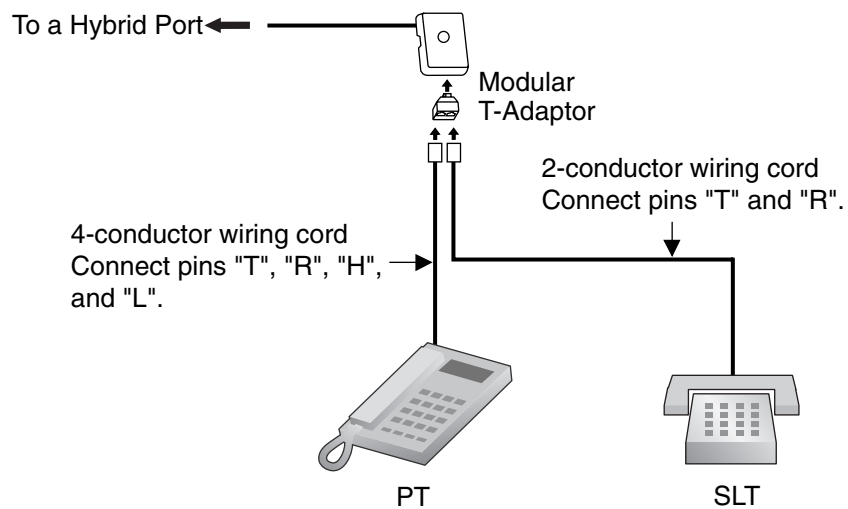 To a Hybrid Port
Modular
T-Adaptor
2-conductor wiring cord
Connect pins "T" and "R".
4-conductor wiring cord
Connect pins "T", "R", "H",
and "L".
PT
SLT